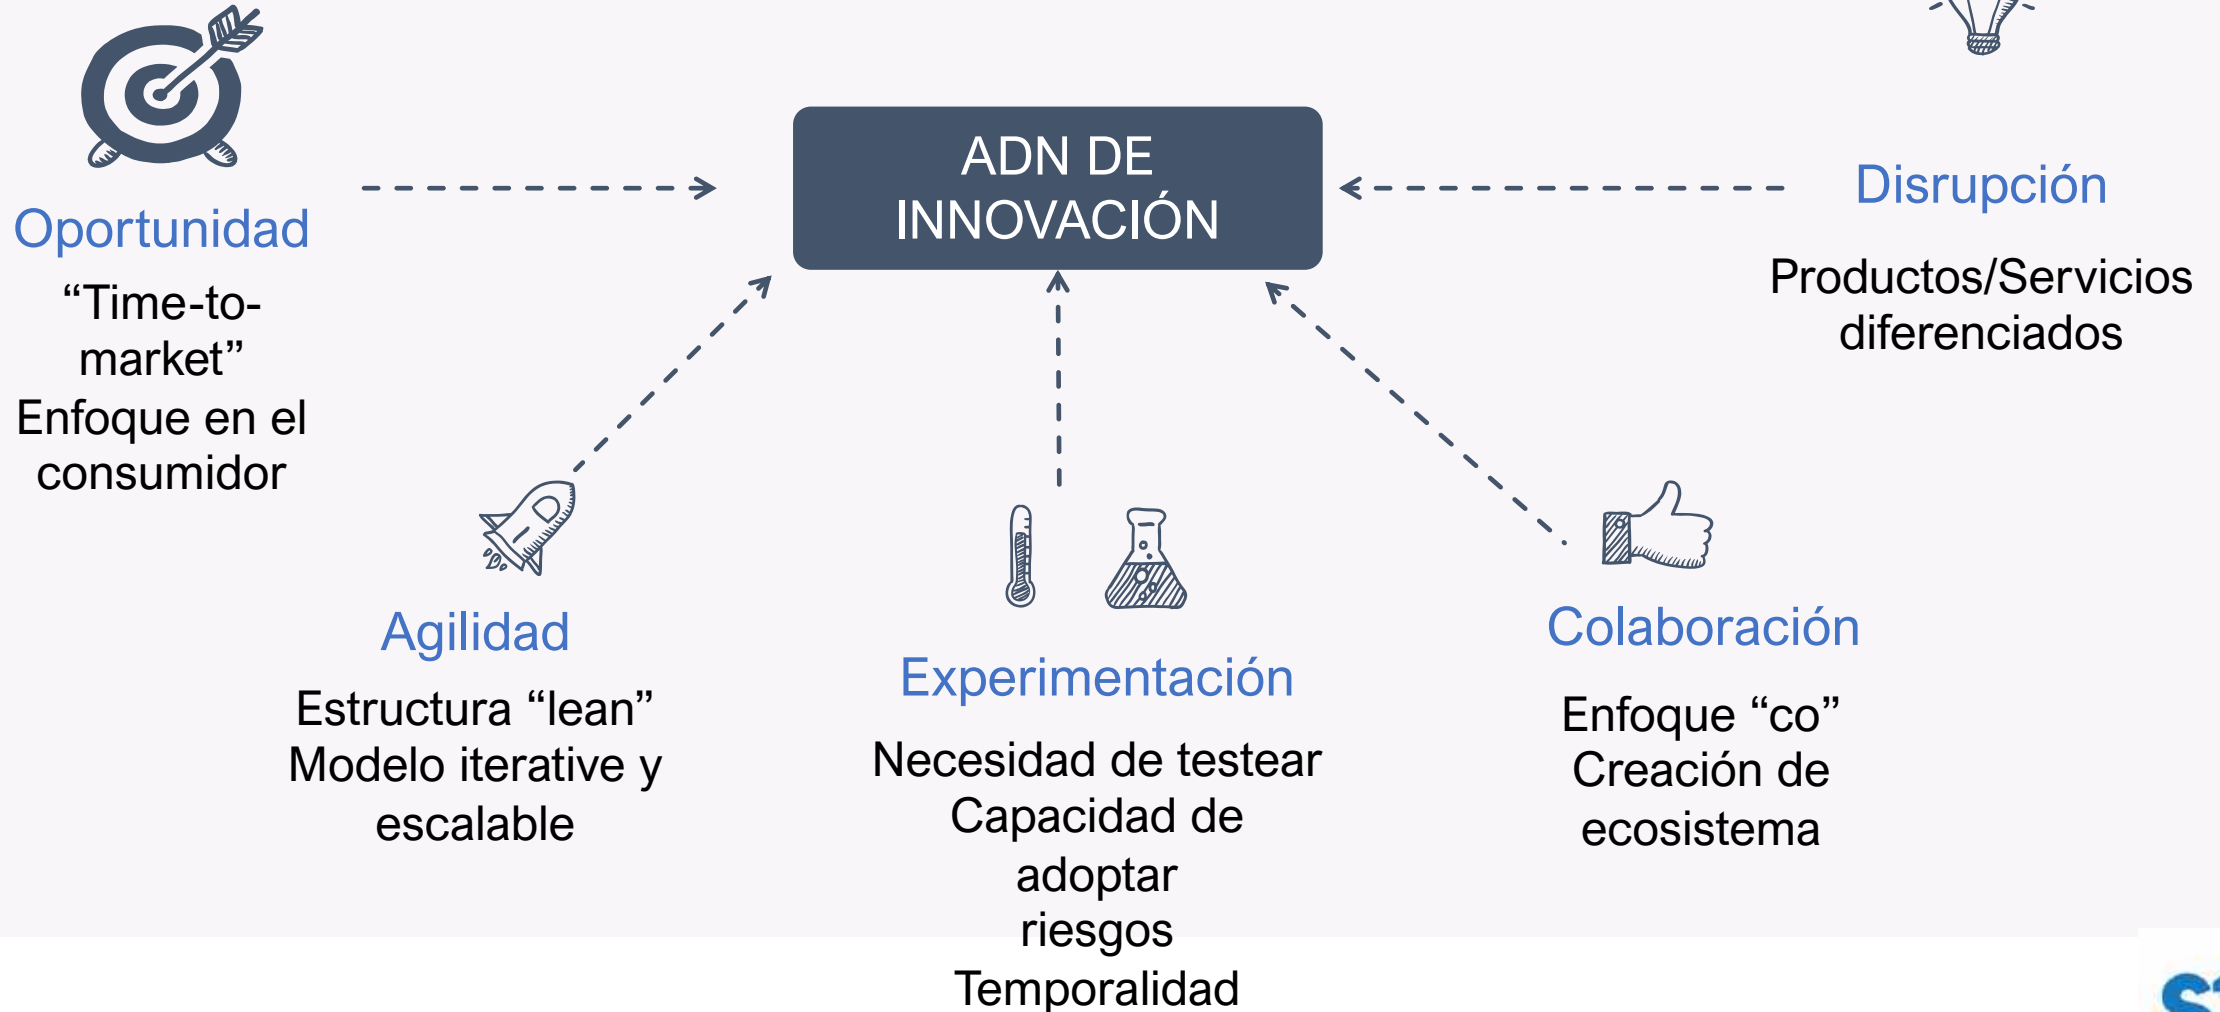 ADN DE
INNOVACIÓN
Oportunidad
“Time-to-
market”
Enfoque en el
consumidor
Agilidad
Estructura “lean”
Modelo iterative y
escalable
Experimentación
Necesidad de testear
Capacidad de
adoptar
riesgos
Temporalidad
Colaboración
Enfoque “co”
Creación de
ecosistema
Disrupción
Productos/Servicios
diferenciados